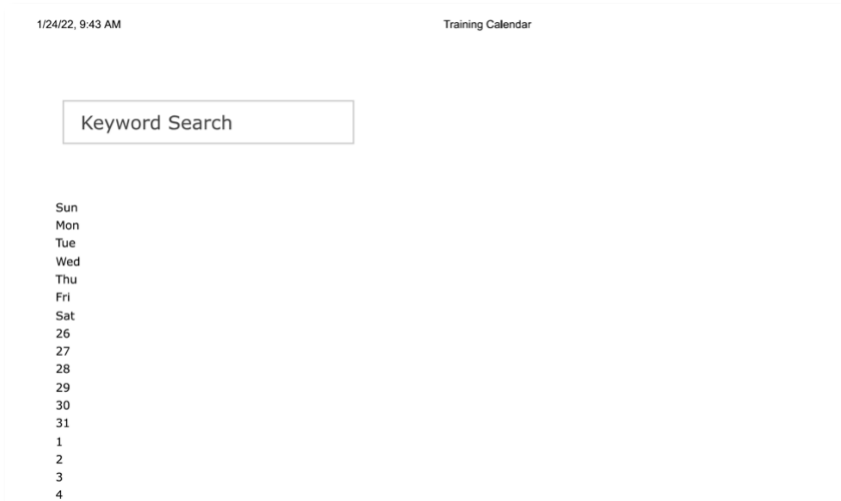 1/24/22, 9:43 AM Training Calendar
Keyword Search
Sun
Mon
Tue
Wed
Thu
Fri
Sat
26
27
28
29
30
31
1
2
3
4